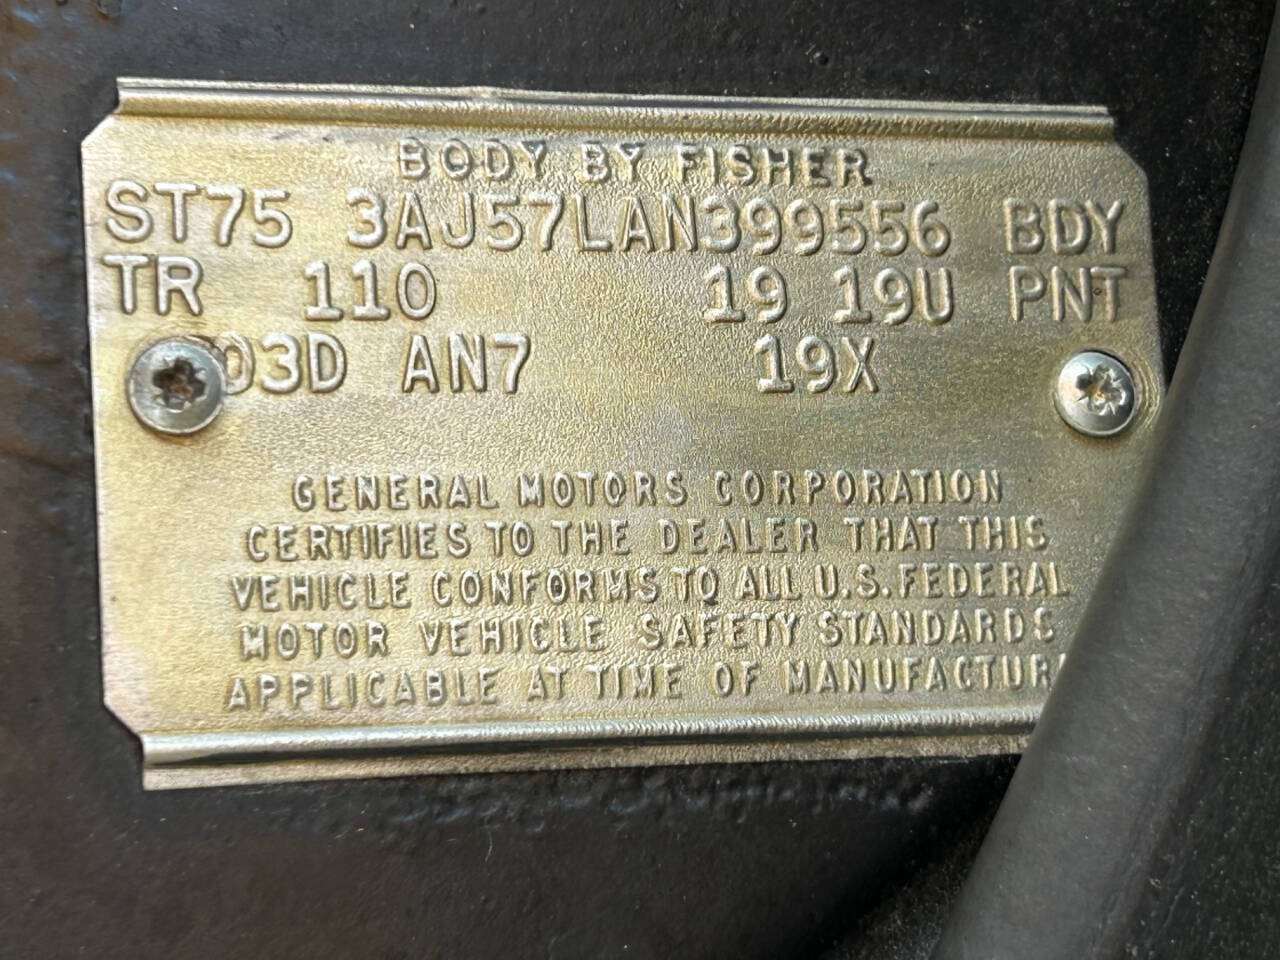 BODY BY FISHER
ST75 3AJ57LAN399556 BDY
TR 110 19 19U PNT
03D AN7 19X
GENERAL MOTORS CORPORATION
CERTIFIES TO THE DEALER THAT THIS
VEHICLE CONFORMS TO ALL U.S. FEDERAL
MOTOR VEHICLE SAFETY STANDARDS
APPLICABLE AT TIME OF MANUFACTUR